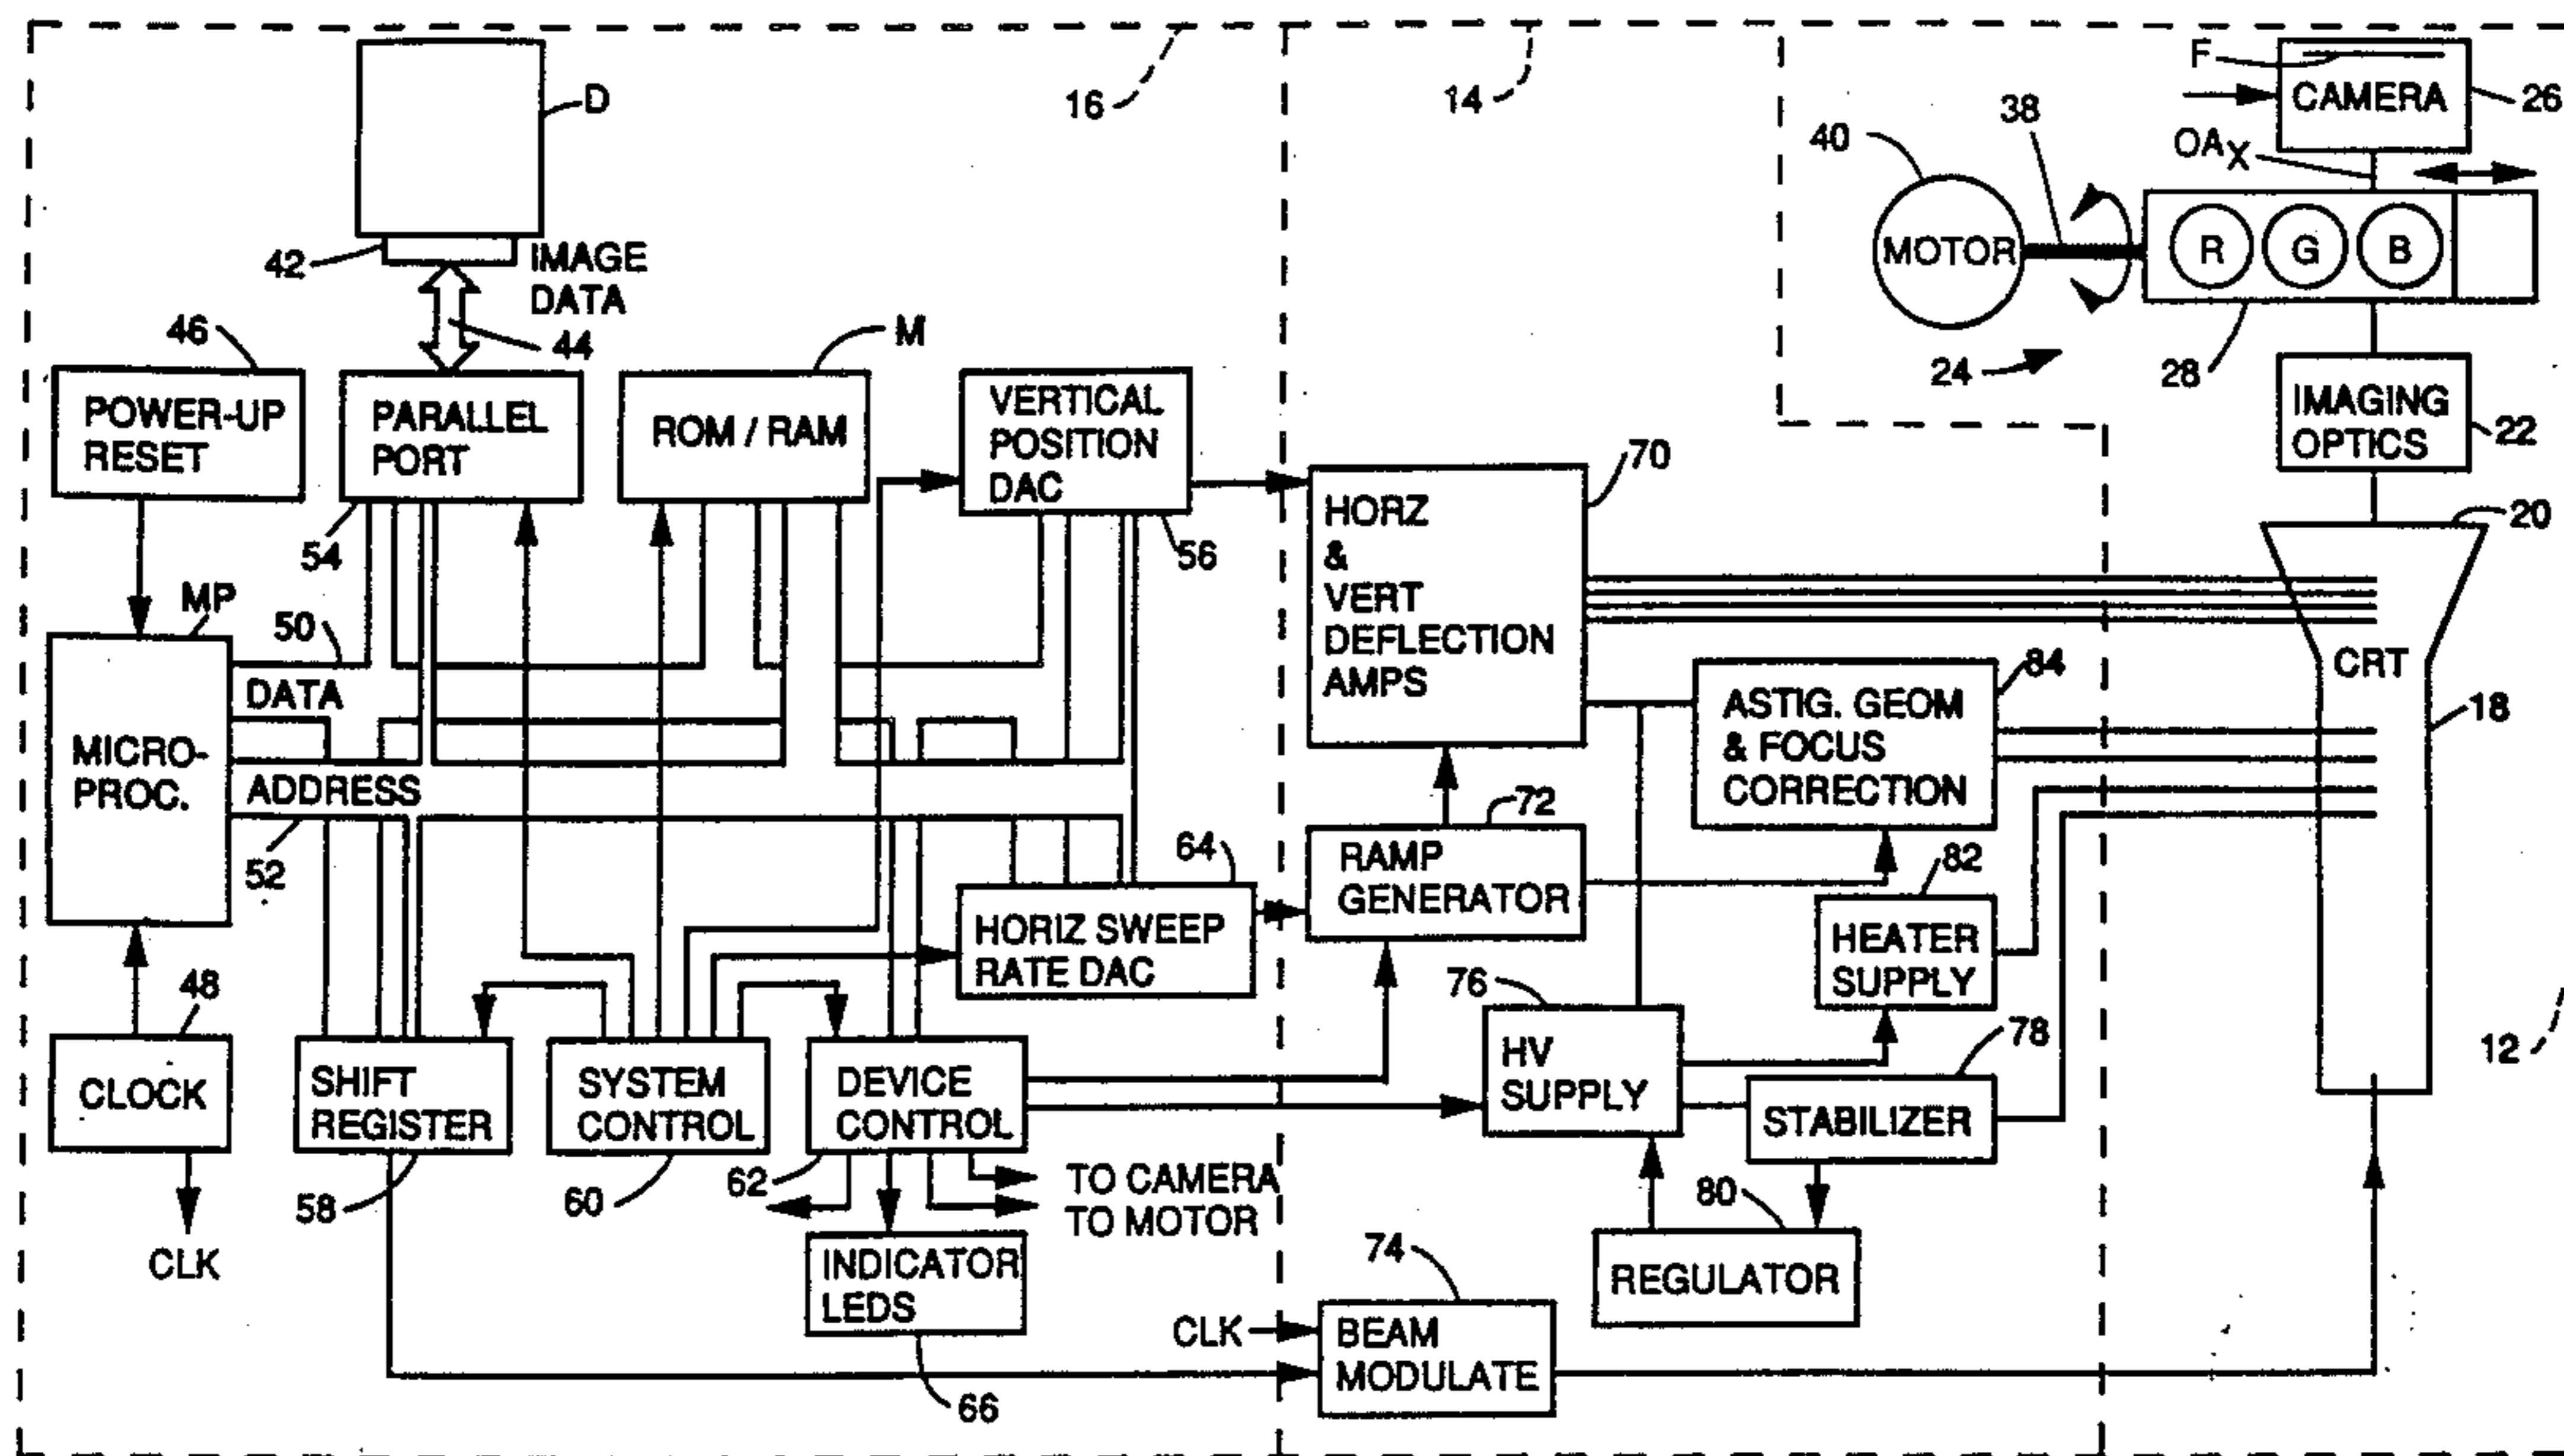 16
14
F
CAMERA
26
D
38
40
OAX
MOTOR
R G B
42
IMAGE
DATA
44
46
M
24
28
POWER-UP
RESET
PARALLEL
PORT
ROM / RAM
VERTICAL
POSITION
DAC
IMAGING
OPTICS
22
70
54
56
HORZ
&
VERT
DEFLECTION
AMPS
20
MP
50
DATA
CRT
84
18
MICRO-
PROC.
ADDRESS
52
ASTIG. GEOM
& FOCUS
CORRECTION
72
64
RAMP
GENERATOR
82
HORIZ SWEEP
RATE DAC
HEATER
SUPPLY
76
48
78
12
CLOCK
SHIFT
REGISTER
SYSTEM
CONTROL
DEVICE
CONTROL
HV
SUPPLY
STABILIZER
58
60
62
TO CAMERA
TO MOTOR
80
CLK
INDICATOR
LEDS
REGULATOR
74
CLK
BEAM
MODULATE
66